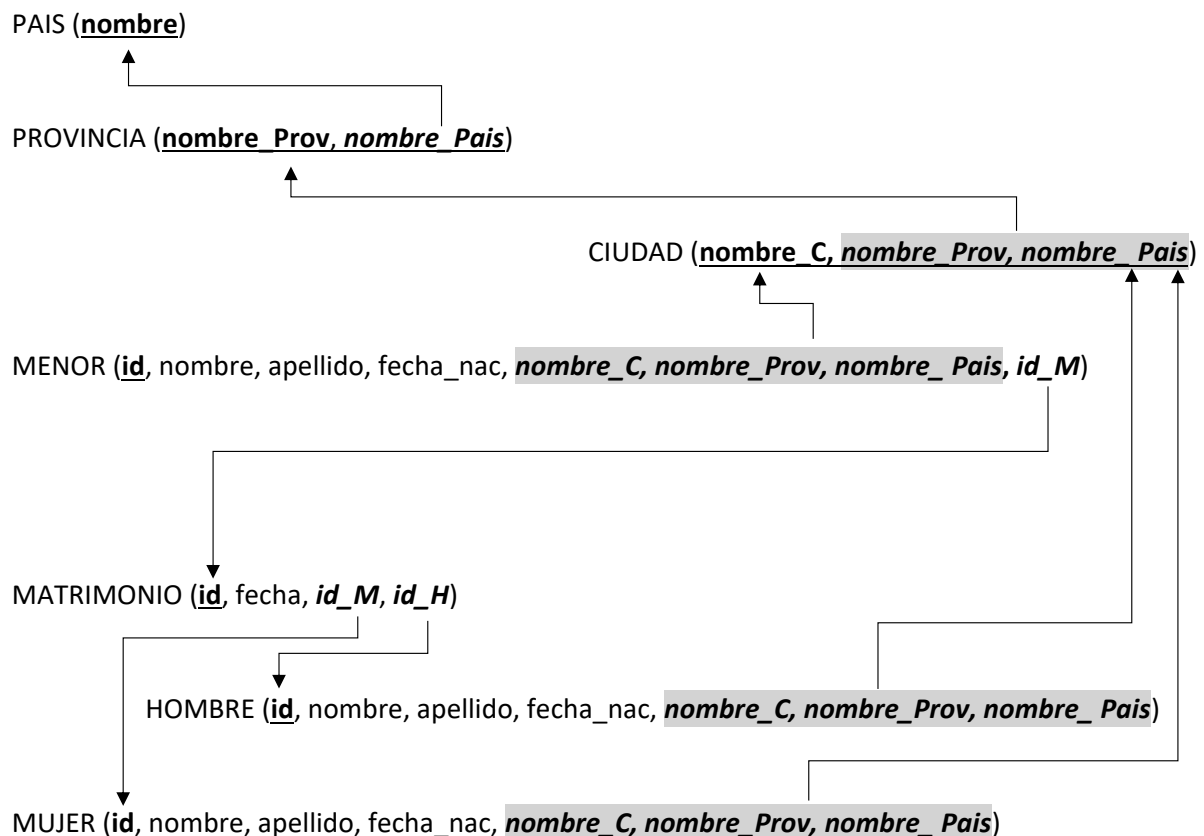 PAIS (nombre)
PROVINCIA (nombre_Prov, nombre_Pais)
CIUDAD (nombre_C, nombre_Prov, nombre_ Pais)
MENOR (id, nombre, apellido, fecha_nac, nombre_C, nombre_Prov, nombre_ Pais, id_M)
MATRIMONIO (id, fecha, id_M, id_H)
HOMBRE (id, nombre, apellido, fecha_nac, nombre_C, nombre_Prov, nombre_ Pais)
MUJER (id, nombre, apellido, fecha_nac, nombre_C, nombre_Prov, nombre_ Pais)